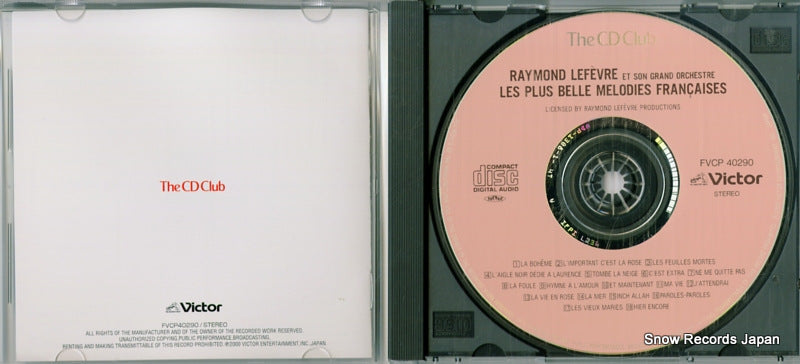 The CD Club
Victor
FVCP40290 / STEREO
ALL RIGHTS OF THE MANUFACTURER AND OF THE OWNER OF THE RECORDED WORK RESERVED.
UNAUTHORIZED COPYING, PUBLIC PERFORMANCE, BROADCASTING,
RENTING AND MAKING TRANSMITTABLE OF THIS RECORD PROHIBITED. ℗2000 VICTOR ENTERTAINMENT, INC. JAPAN
The CD Club
RAYMOND LEFÈVRE ET SON GRAND ORCHESTRE
LES PLUS BELLE MELODIES FRANÇAISES
LICENSED BY RAYMOND LEFÈVRE PRODUCTIONS
COMPACT
disc
DIGITAL AUDIO
FVCP 40290
Victor
STEREO
1 LA BOHÈME 2 L'IMPORTANT C'EST LA ROSE 3 LES FEUILLES MORTES
4 L'AIGLE NOIR DÉDIÉ A LAURENCE 5 TOMBE LA NEIGE 6 C'EST EXTRA 7 NE ME QUITTE PAS
8 LA FOULE 9 HYMNE A L'AMOUR 10 ET MAINTENANT 11 MA VIE 12 J'ATTENDRAI
13 LA VIE EN ROSE 14 LA MER 15 INCH ALLAH 16 PAROLES-PAROLES
17 LES VIEUX MARIES 18 HIER ENCORE
Snow Records Japan